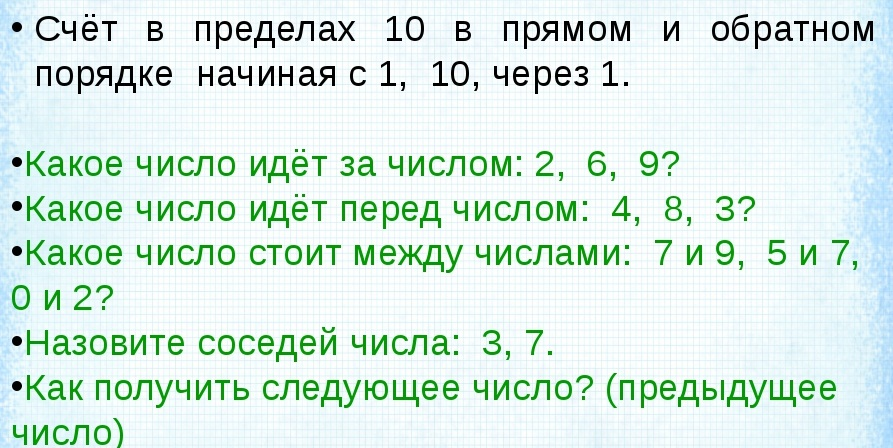 • Счёт в пределах 10 в прямом и обратном
порядке начиная с 1, 10, через 1.
•Какое число идёт за числом: 2, 6, 9?
•Какое число идёт перед числом: 4, 8, 3?
•Какое число стоит между числами: 7 и 9, 5 и 7,
0 и 2?
•Назовите соседей числа: 3, 7.
•Как получить следующее число? (предыдущее
число)